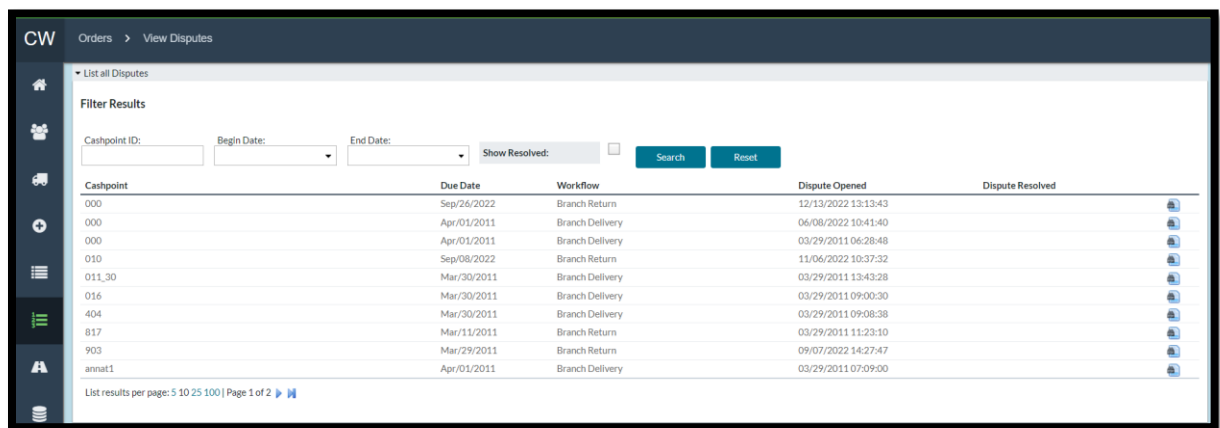 CW Orders > View Disputes
List all Disputes
Filter Results
Cashpoint ID: Begin Date: End Date:
Show Resolved: Search Reset
Cashpoint Due Date Workflow Dispute Opened Dispute Resolved
000 Sep/26/2022 Branch Return 12/13/2022 13:13:43
000 Apr/01/2011 Branch Delivery 06/08/2022 10:41:40
000 Apr/01/2011 Branch Delivery 03/29/2011 06:28:48
010 Sep/08/2022 Branch Return 11/06/2022 10:37:32
011_30 Mar/30/2011 Branch Delivery 03/29/2011 13:43:28
016 Mar/30/2011 Branch Delivery 03/29/2011 09:00:30
404 Mar/30/2011 Branch Delivery 03/29/2011 09:08:38
817 Mar/11/2011 Branch Return 03/29/2011 11:23:10
903 Mar/29/2011 Branch Return 09/07/2022 14:27:47
annat1 Apr/01/2011 Branch Delivery 03/29/2011 07:09:00
List results per page: 5 10 25 100 | Page 1 of 2